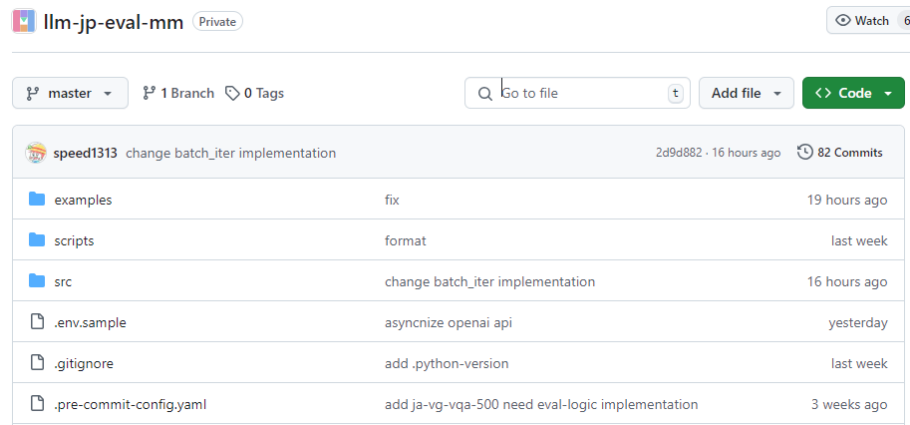 llm-jp-eval-mm Private Watch 6
master 1 Branch 0 Tags Go to file t Add file <> Code
speed1313 change batch_iter implementation 2d9d882 · 16 hours ago 82 Commits
examples fix 19 hours ago
scripts format last week
src change batch_iter implementation 16 hours ago
.env.sample asyncnize openai api yesterday
.gitignore add .python-version last week
.pre-commit-config.yaml add ja-vg-vqa-500 need eval-logic implementation 3 weeks ago